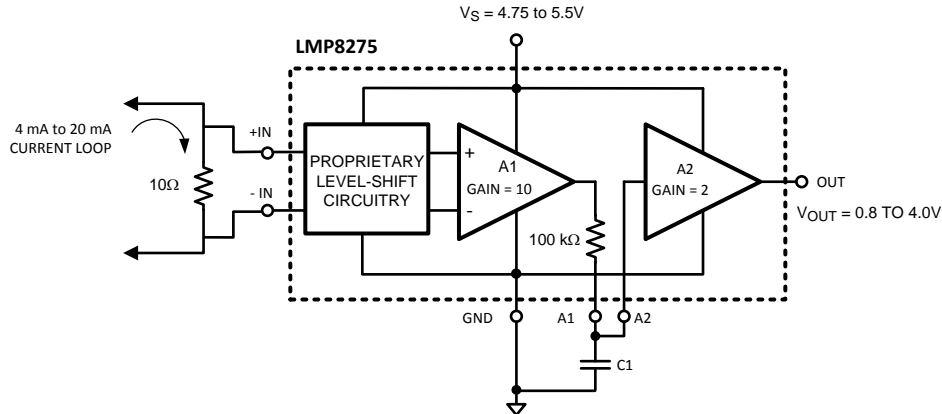 V_S = 4.75 to 5.5V
LMP8275
4 mA to 20 mA
CURRENT LOOP
10Ω
+IN
- IN
PROPRIETARY
LEVEL-SHIFT
CIRCUITRY
+
-
A1
GAIN = 10
100 kΩ
A2
GAIN = 2
OUT
V_OUT = 0.8 TO 4.0V
GND
A1
A2
C1